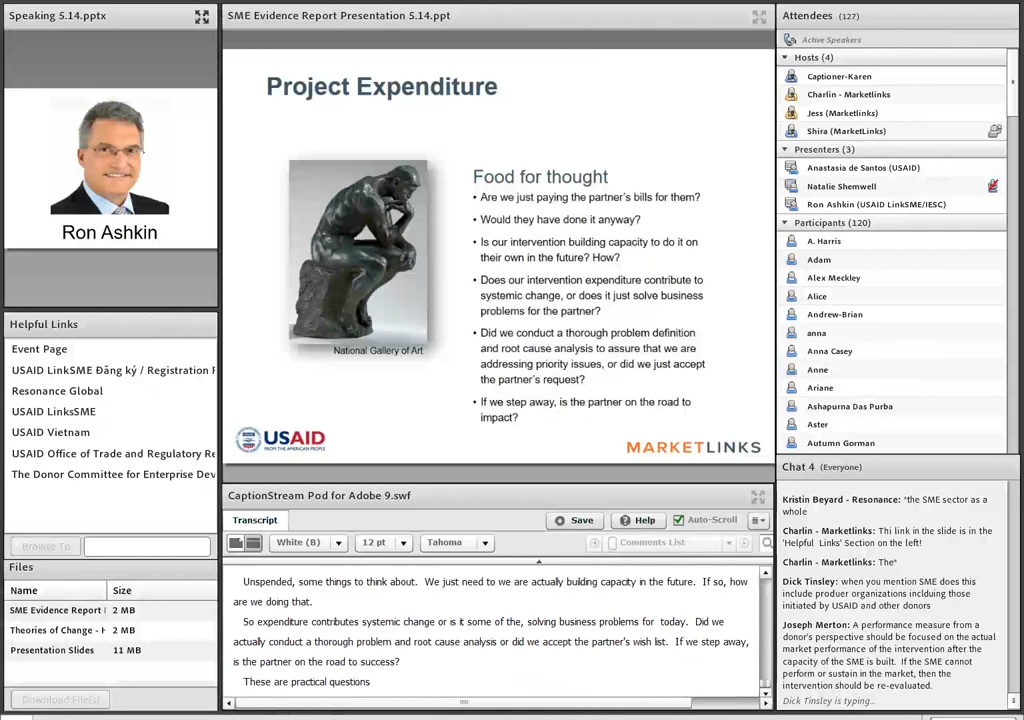 Speaking 5.14.pptx
Ron Ashkin
Helpful Links
Event Page
USAID LinkSME Đăng ký / Registration
Resonance Global
USAID LinksSME
USAID Vietnam
USAID Office of Trade and Regulatory Re
The Donor Committee for Enterprise Dev
Browse To
Files
Name Size
SME Evidence Report 2 MB
Theories of Change - 2 MB
Presentation Slides 11 MB
Download File(s)
SME Evidence Report Presentation 5.14.ppt
Project Expenditure
Food for thought
• Are we just paying the partner's bills for them?
• Would they have done it anyway?
• Is our intervention building capacity to do it on
their own in the future? How?
• Does our intervention expenditure contribute to
systemic change, or does it just solve business
problems for the partner?
• Did we conduct a thorough problem definition
and root cause analysis to assure that we are
addressing priority issues, or did we just accept
the partner's request?
• If we step away, is the partner on the road to
impact?
National Gallery of Art
USAID
FROM THE AMERICAN PEOPLE
MARKETLINKS
CaptionStream Pod for Adobe 9.swf
Transcript
Save
Help
Auto-Scroll
White (B)
12 pt
Tahoma
Comments List
Unspended, some things to think about. We just need to we are actually building capacity in the future. If so, how
are we doing that.
So expenditure contributes systemic change or is it some of the, solving business problems for today. Did we
actually conduct a thorough problem and root cause analysis or did we accept the partner's wish list. If we step away,
is the partner on the road to success?
These are practical questions
Attendees (127)
Active Speakers
Hosts (4)
Captioner-Karen
Charlin - Marketlinks
Jess (Marketlinks)
Shira (MarketLinks)
Presenters (3)
Anastasia de Santos (USAID)
Natalie Shemwell
Ron Ashkin (USAID LinkSME/IESC)
Participants (120)
A. Harris
Adam
Alex Meckley
Alice
Andrew-Brian
anna
Anna Casey
Anne
Ariane
Ashapurna Das Purba
Aster
Autumn Gorman
Chat 4 (Everyone)
Kristin Beyard - Resonance: *the SME sector as a
whole
Charlin - Marketlinks: Thi link in the slide is in the
'Helpful Links' Section on the left!
Charlin - Marketlinks: The*
Dick Tinsley: when you mention SME does this
include producer organizations inclduing those
initiated by USAID and other donors
Joseph Merton: A performance measure from a
donor's perspective should be focused on the actual
market performance of the intervention after the
capacity of the SME is built. If the SME cannot
perform or sustain in the market, then the
intervention should be re-evaluated.
Dick Tinsley is typing...